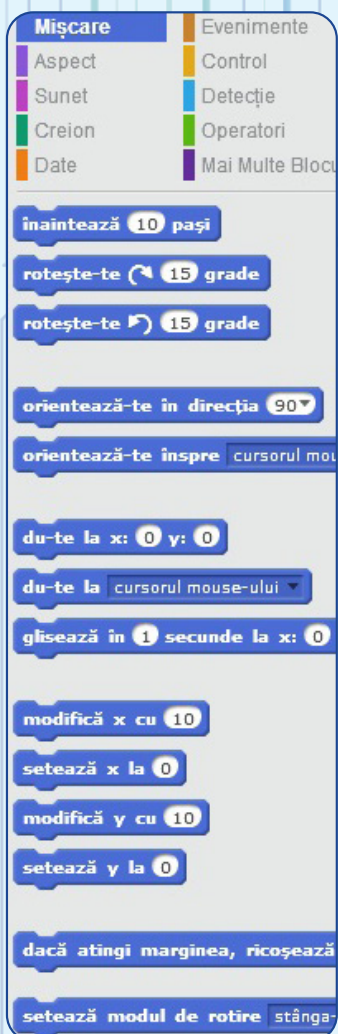 Mișcare
Evenimente
Aspect
Control
Sunet
Detecție
Creion
Operatori
Date
Mai Multe
înaintează 10 pași
rotește-te 15 grade
rotește-te 15 grade
orientează-te în direcția 90
orientează-te înspre cursorul
du-te la x: 0 y: 0
du-te la cursorul mouse-ului
glisează în 1 secunde la x: 0
modifică x cu 10
setează x la 0
modifică y cu 10
setează y la 0
dacă atingi marginea, ricoșează
setează modul de rotire stânga-